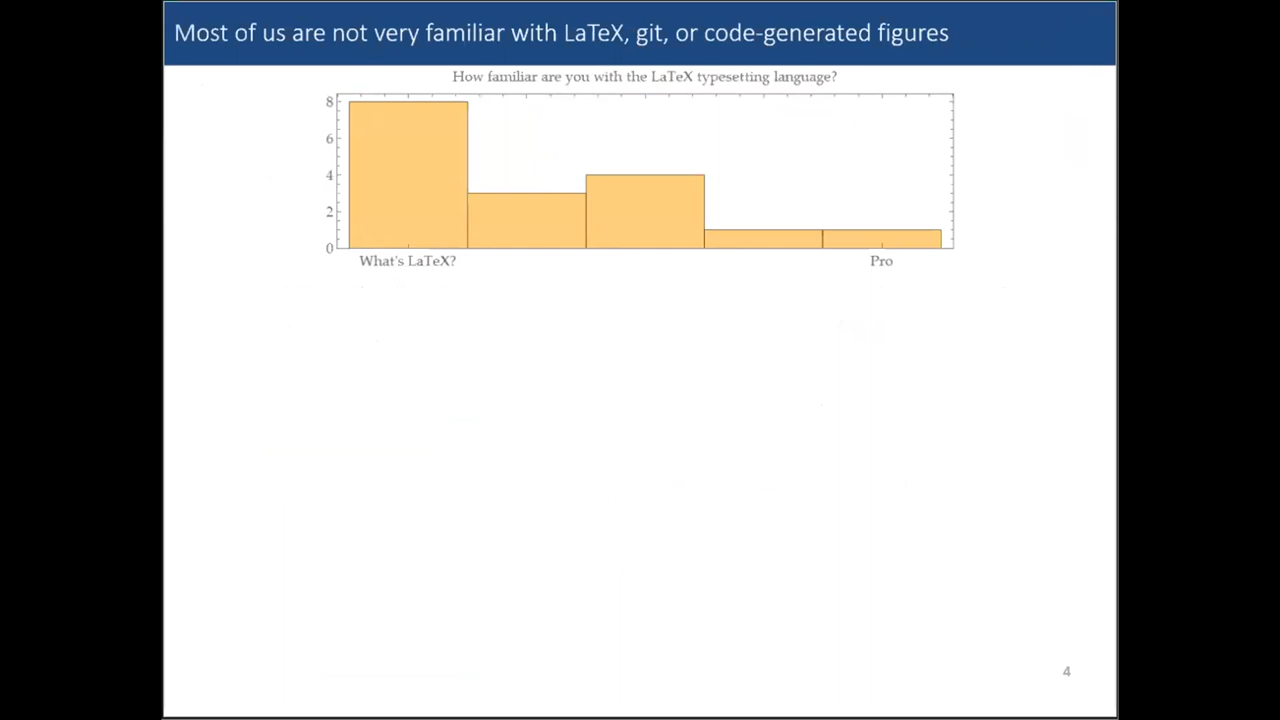 Most of us are not very familiar with LaTeX, git, or code-generated figures
How familiar are you with the LaTeX typesetting language?
8
6
4
2
0
What's LaTeX?
Pro
4